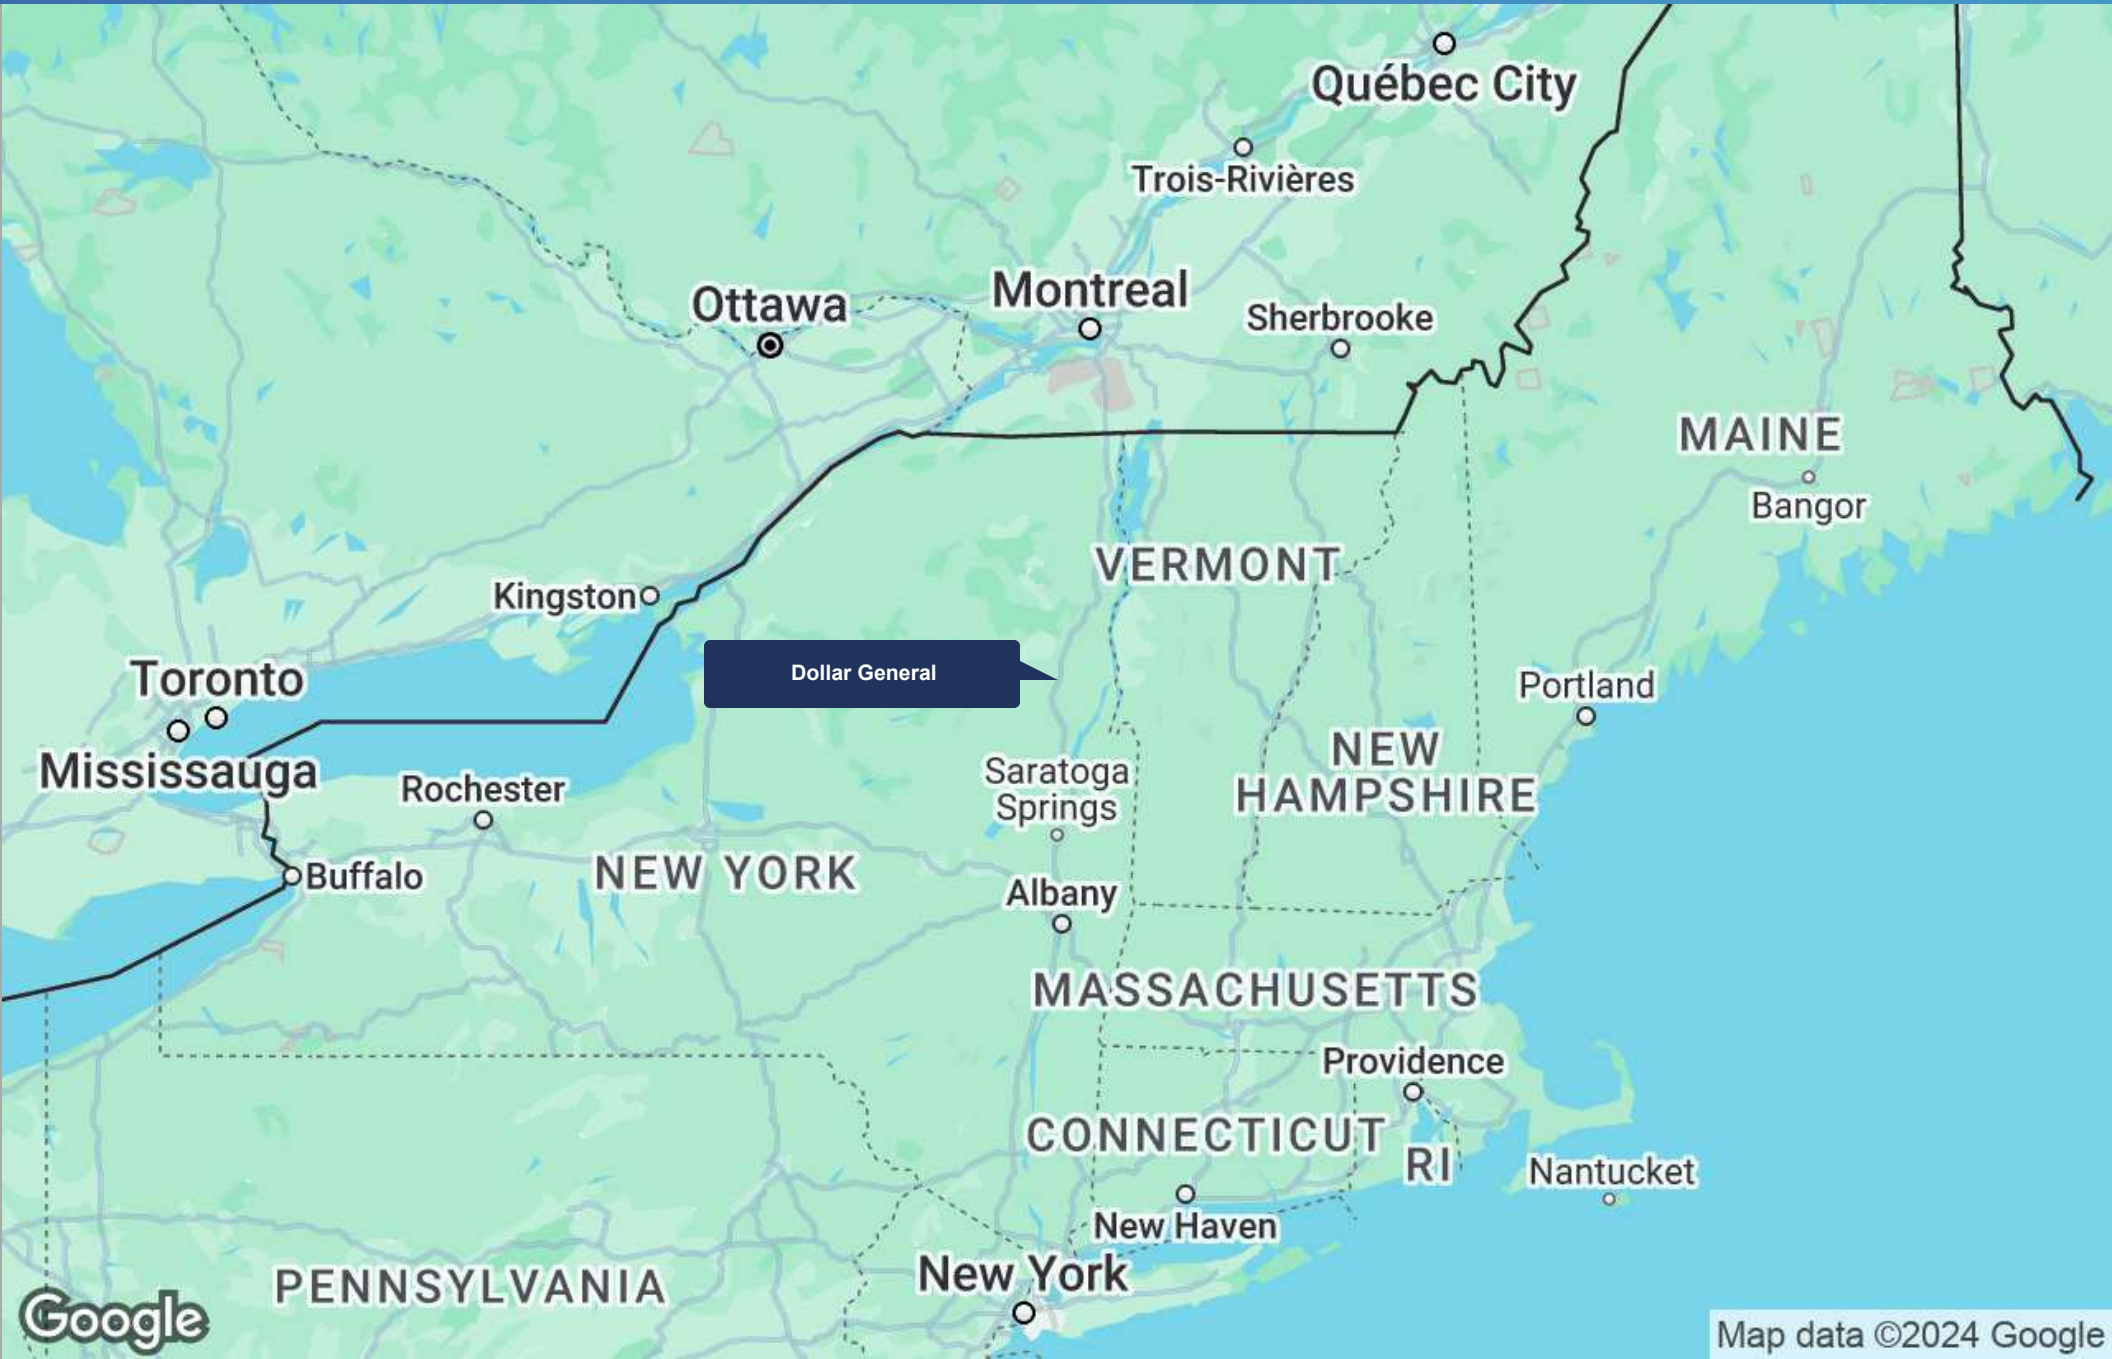 Québec City
Trois-Rivières
Ottawa
Montreal
Sherbrooke
MAINE
Bangor
VERMONT
Kingston
Dollar General
Toronto
Portland
Mississauga
Rochester
Saratoga
Springs
NEW
HAMPSHIRE
Buffalo
NEW YORK
Albany
MASSACHUSETTS
Providence
CONNECTICUT
RI
Nantucket
New Haven
New York
PENNSYLVANIA
Google
Map data ©2024 Google